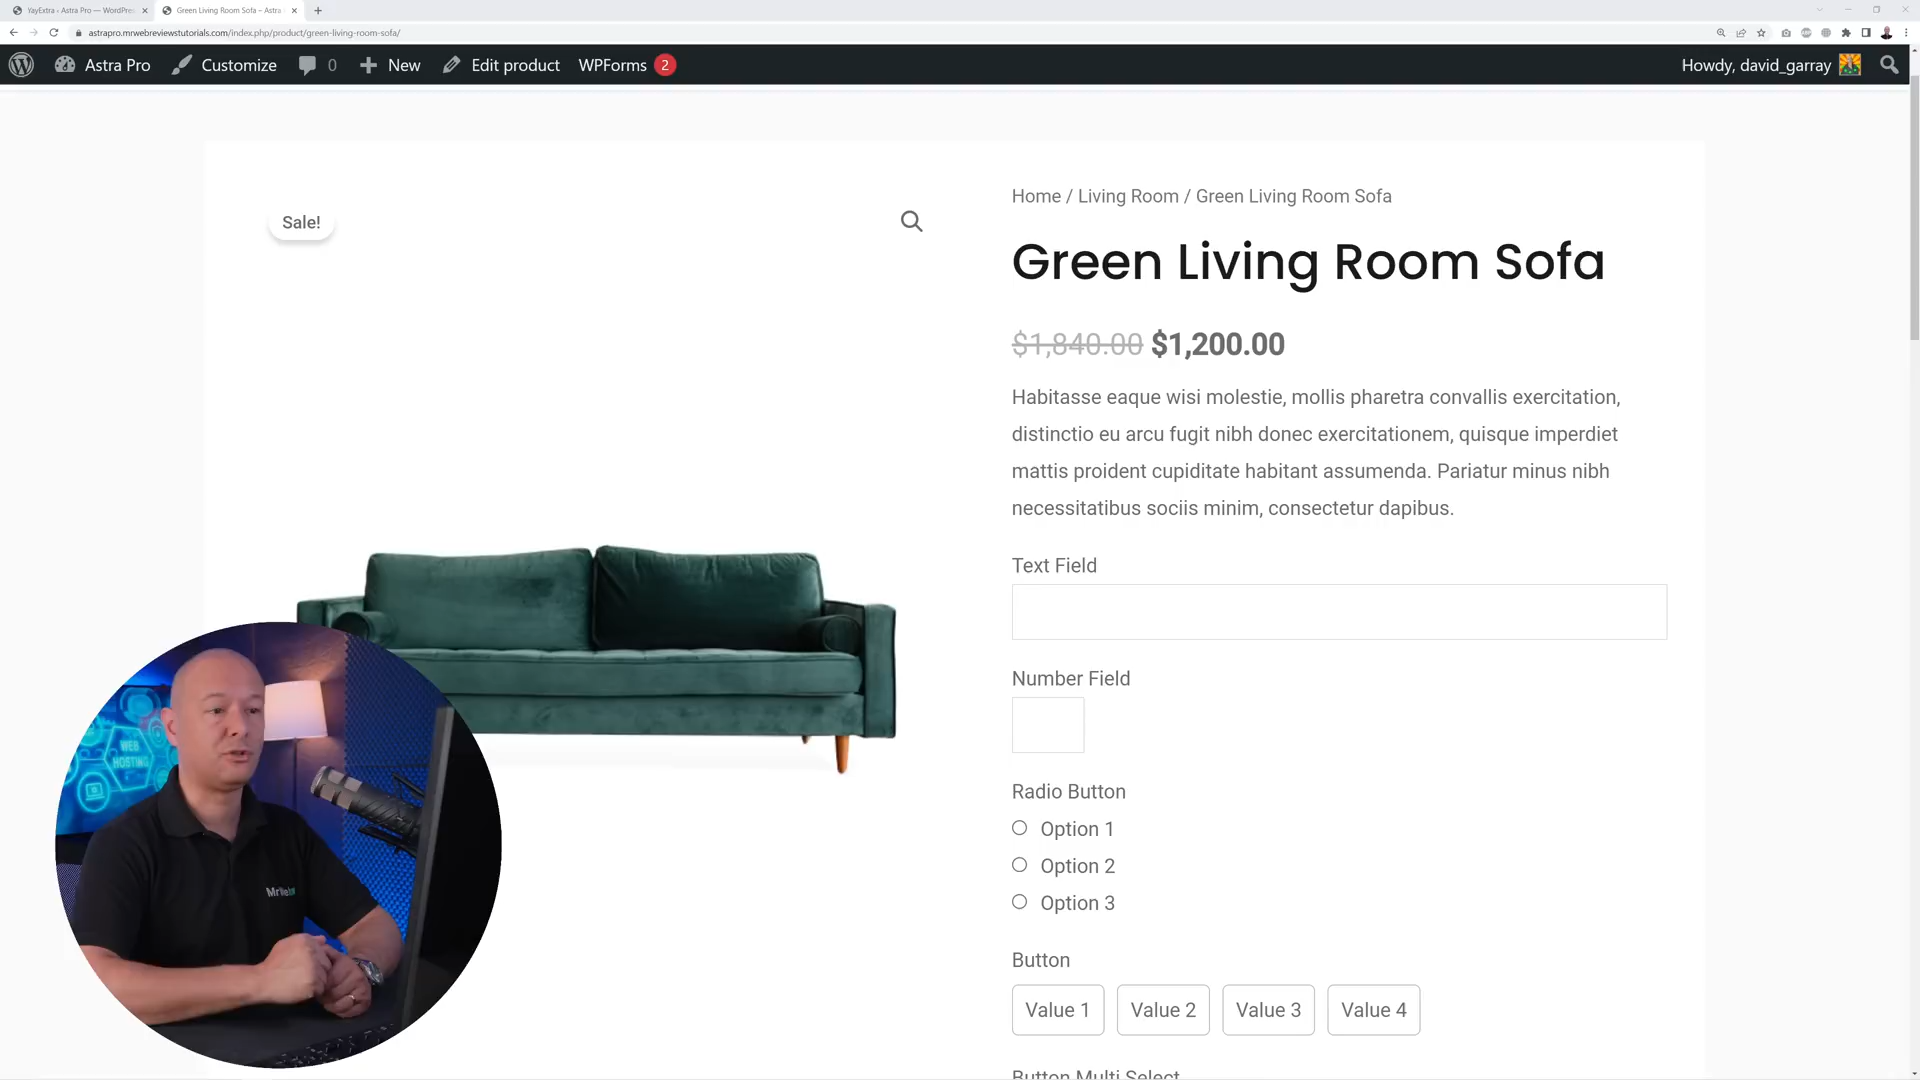 YayExtra ‹ Astra Pro — WordPres
Green Living Room Sofa – Astra
astrapro.mrwebreviewstutorials.com/index.php/product/green-living-room-sofa/
Astra Pro
Customize
0
New
Edit product
WPForms 2
Howdy, david_garray
Sale!
Home / Living Room / Green Living Room Sofa
Green Living Room Sofa
$1,840.00 $1,200.00
Habitasse eaque wisi molestie, mollis pharetra convallis exercitation,
distinctio eu arcu fugit nibh donec exercitationem, quisque imperdiet
mattis proident cupiditate habitant assumenda. Pariatur minus nibh
necessitatibus sociis minim, consectetur dapibus.
Text Field
Number Field
Radio Button
Option 1
Option 2
Option 3
Button
Value 1
Value 2
Value 3
Value 4
Button Multi Select
WEB
HOSTING